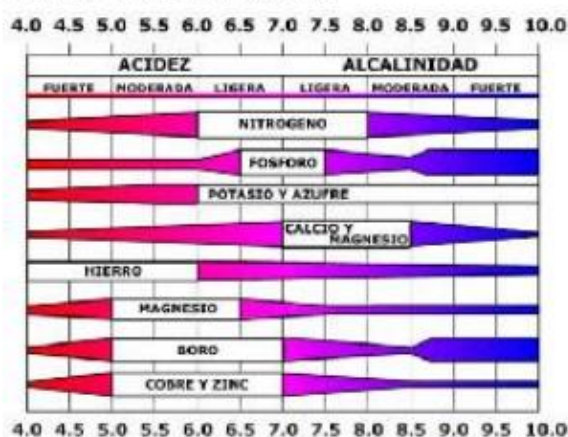 4.0 4.5 5.0 5.5 6.0 6.5 7.0 7.5 8.0 8.5 9.0 9.5 10.0
ACIDEZ ALCALINIDAD
FUERTE MODERADA LIGERA LIGERA MODERADA FUERTE
NITROGENO
FOSFORO
POTASIO Y AZUFRE
CALCIO Y
MAGNESIO
HIERRO
MAGNESIO
BORO
COBRE Y ZINC
4.0 4.5 5.0 5.5 6.0 6.5 7.0 7.5 8.0 8.5 9.0 9.5 10.0